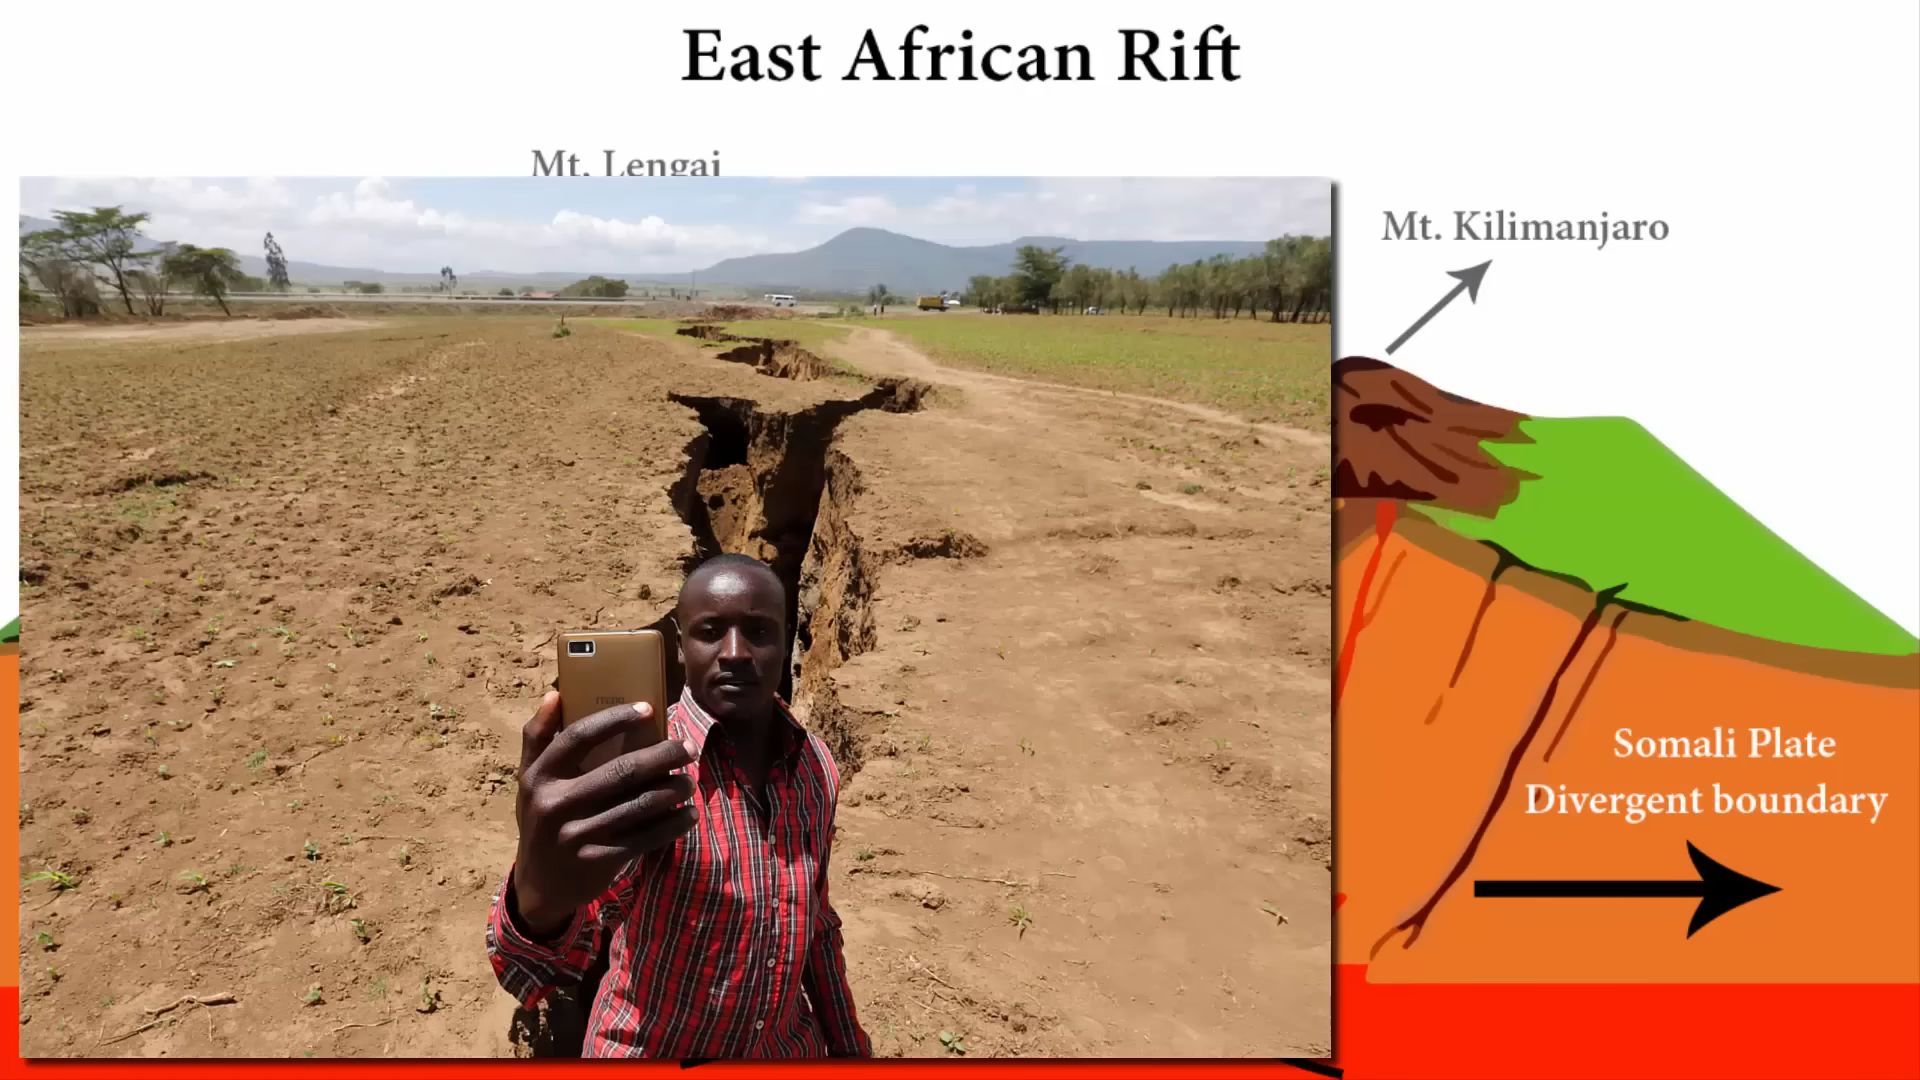 East African Rift
Mt. Lengai
Mt. Kilimanjaro
Somali Plate
Divergent boundary